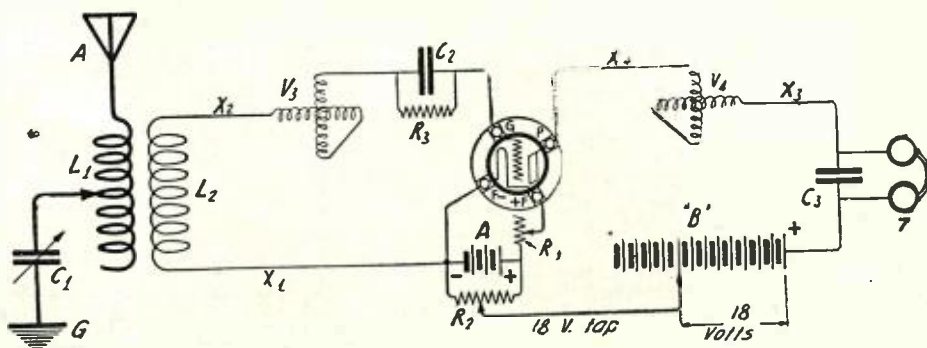 A
L1
C1
G
X2
L2
X1
V3
C2
R3
G
P
F-
+F
A
R1
-
+
R2
18 V. tap
X4
V4
X3
"B"
+
C3
T
18
Volts